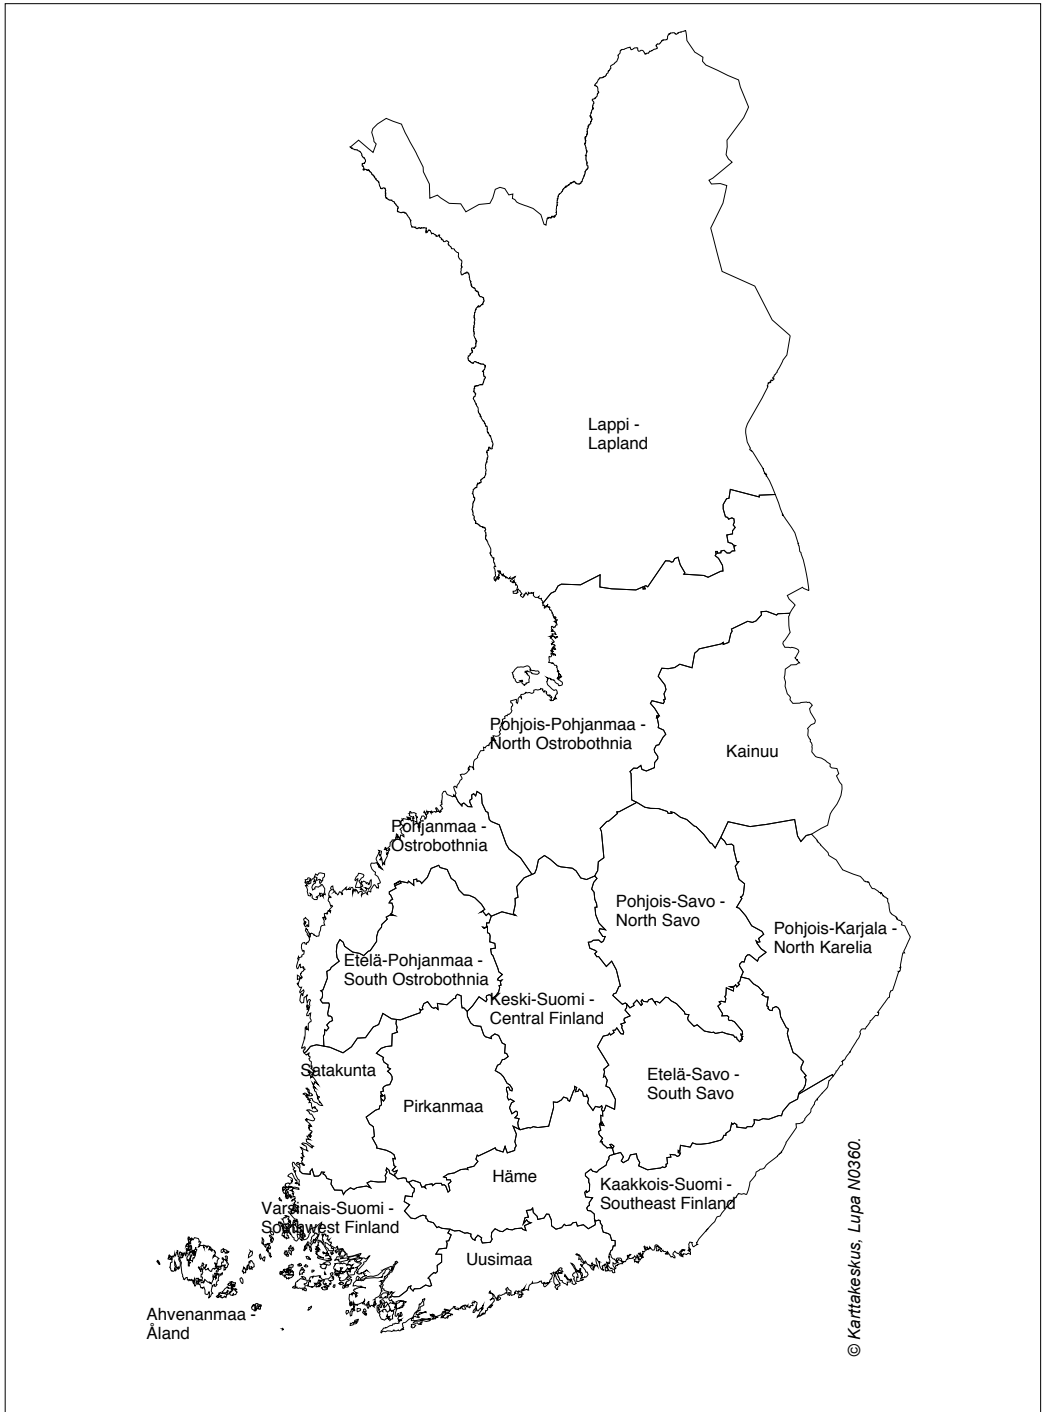 Lappi -
Lapland
Pohjois-Pohjanmaa -
North Ostrobothnia
Kainuu
Pohjanmaa -
Ostrobothnia
Pohjois-Savo -
North Savo
Pohjois-Karjala -
North Karelia
Etelä-Pohjanmaa -
South Ostrobothnia
Keski-Suomi -
Central Finland
Satakunta
Etelä-Savo -
South Savo
Pirkanmaa
Häme
Kaakkois-Suomi -
Southeast Finland
Varsinais-Suomi -
Southwest Finland
Uusimaa
Ahvenanmaa -
Åland
© Karttakeskus, Lupa N0360.